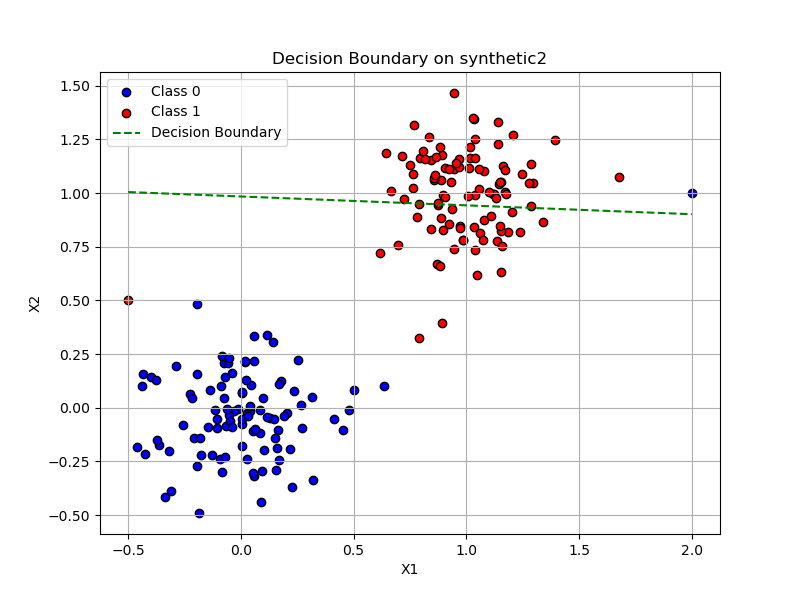 Decision Boundary on synthetic2
Class 0
Class 1
Decision Boundary
1.50
1.25
1.00
0.75
0.50
0.25
0.00
−0.25
−0.50
X2
−0.5 0.0 0.5 1.0 1.5 2.0
X1